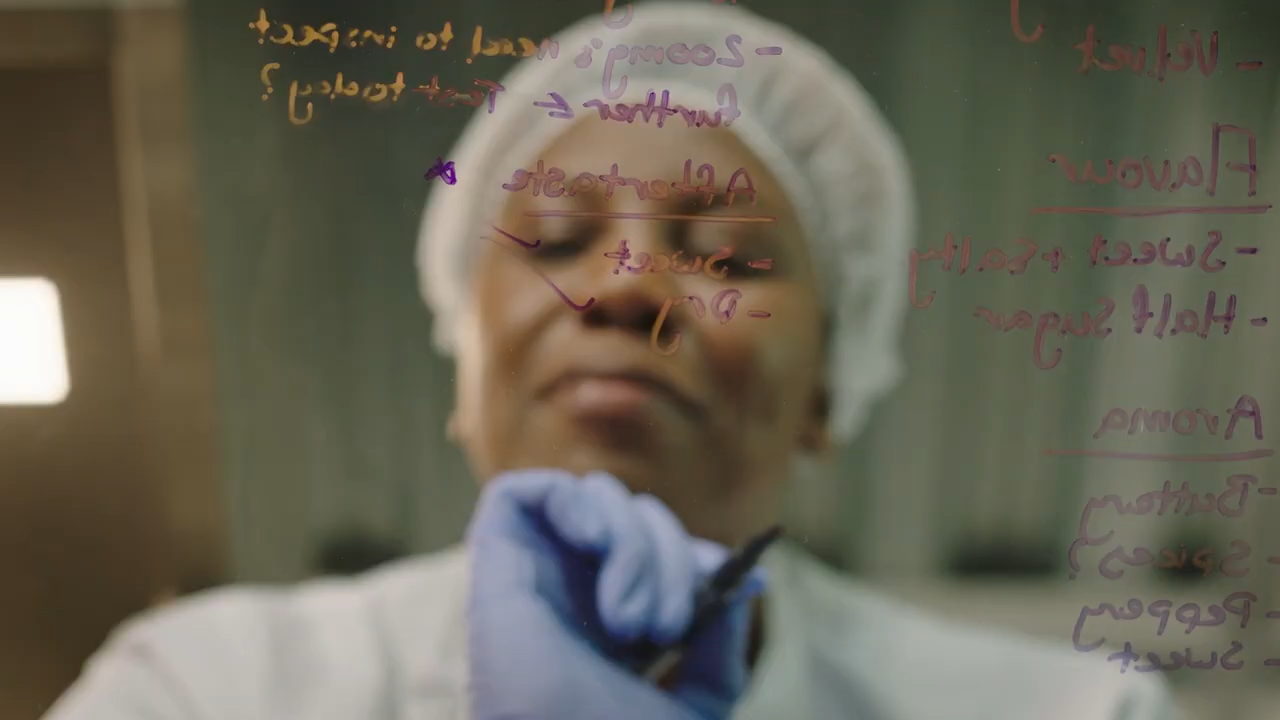 - Velvet
Flavour
- Sweet + Salty
- Half Sugar
Aroma
- Buttery
- Spices?
- Peppery
- Sweet
need to inspect
further ← Test today?
Aftertaste
- Sweet
- Dry